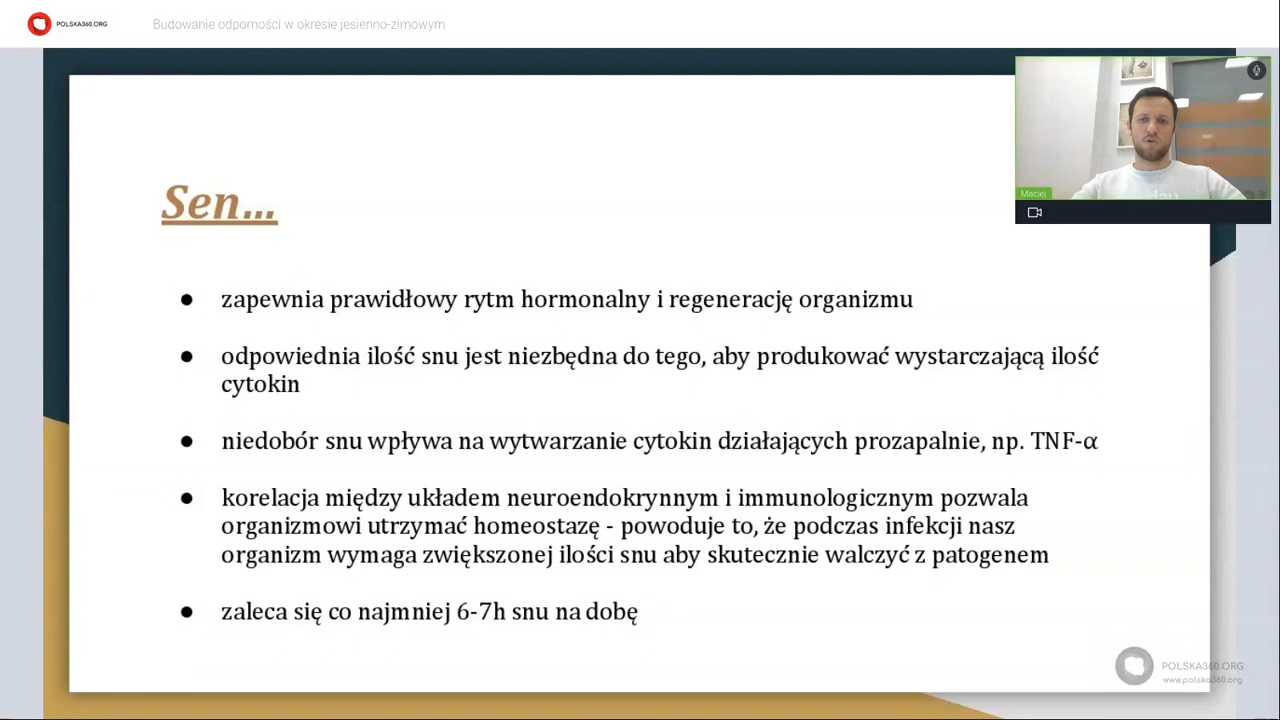 POLSKA360.ORG
Budowanie odporności w okresie jesienno-zimowym
Maciej
Sen...
● zapewnia prawidłowy rytm hormonalny i regenerację organizmu
● odpowiednia ilość snu jest niezbędna do tego, aby produkować wystarczającą ilość
cytokin
● niedobór snu wpływa na wytwarzanie cytokin działających prozapalnie, np. TNF-α
● korelacja między układem neuroendokrynnym i immunologicznym pozwala
organizmowi utrzymać homeostazę - powoduje to, że podczas infekcji nasz
organizm wymaga zwiększonej ilości snu aby skutecznie walczyć z patogenem
● zaleca się co najmniej 6-7h snu na dobę
POLSKA360.ORG
www.polska360.org